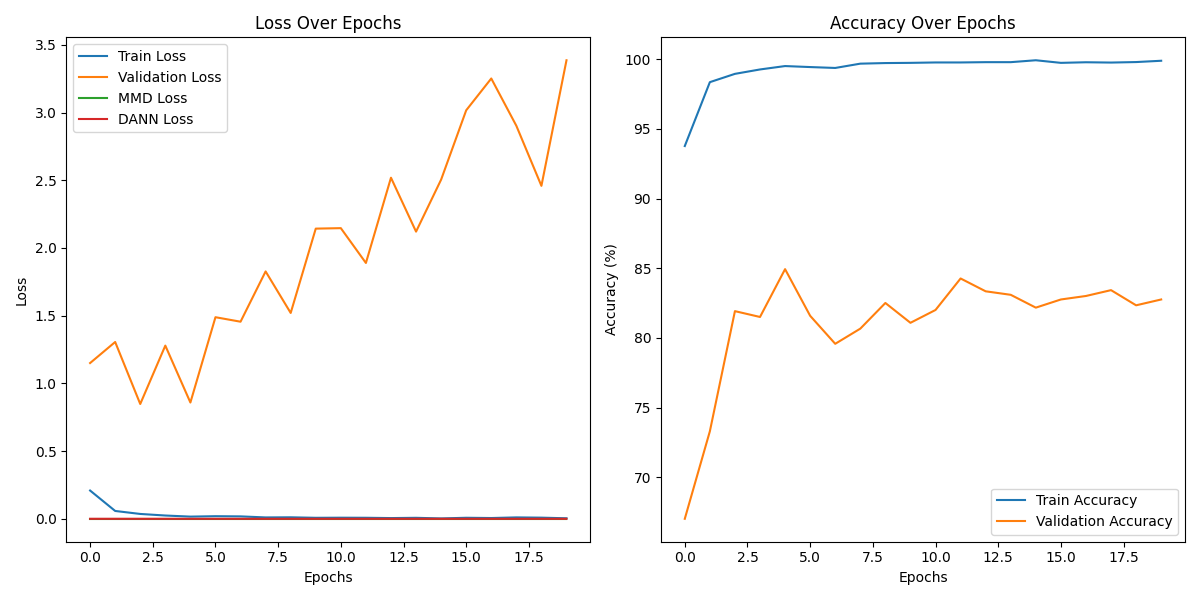 Loss Over Epochs
Train Loss
Validation Loss
MMD Loss
DANN Loss
3.5
3.0
2.5
2.0
1.5
1.0
0.5
0.0
Loss
0.0 2.5 5.0 7.5 10.0 12.5 15.0 17.5
Epochs
Accuracy Over Epochs
100
95
90
85
80
75
70
Accuracy (%)
Train Accuracy
Validation Accuracy
0.0 2.5 5.0 7.5 10.0 12.5 15.0 17.5
Epochs